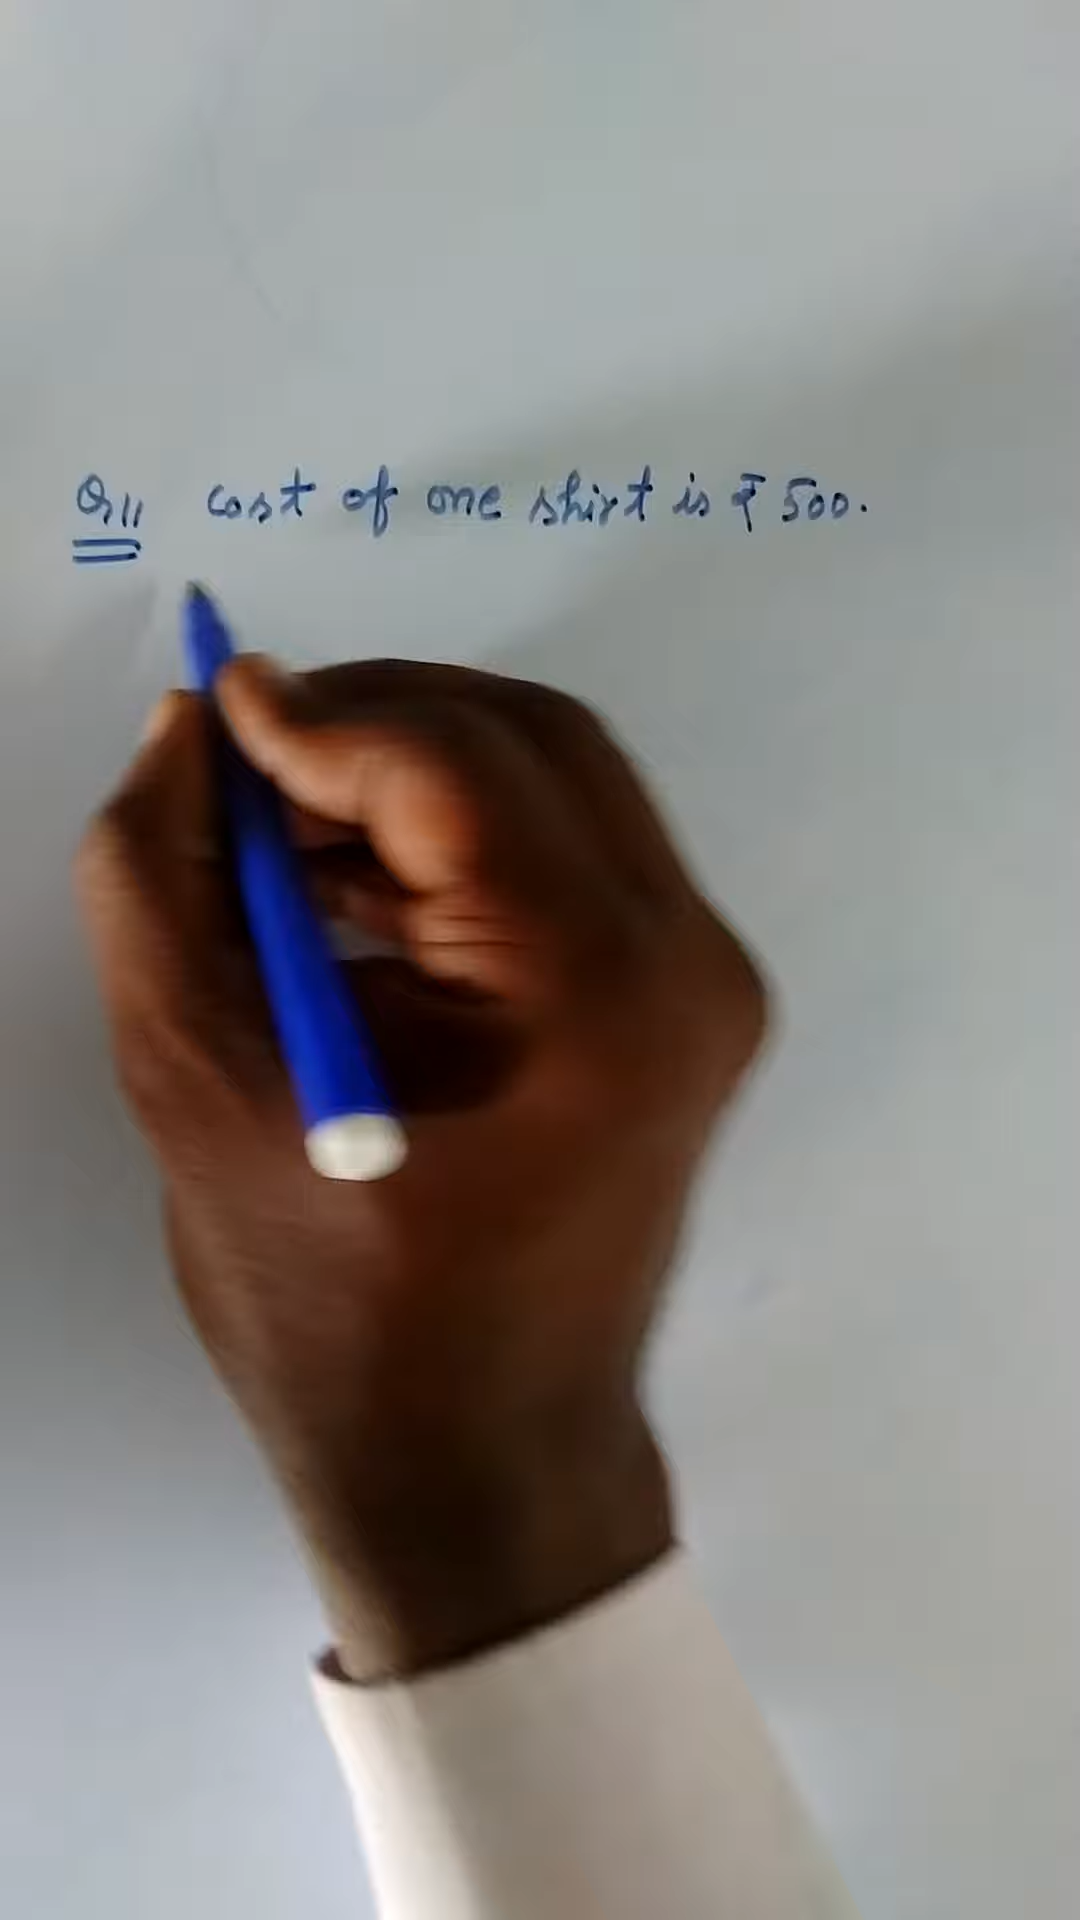 Q11 cost of one shirt is ₹ 500.